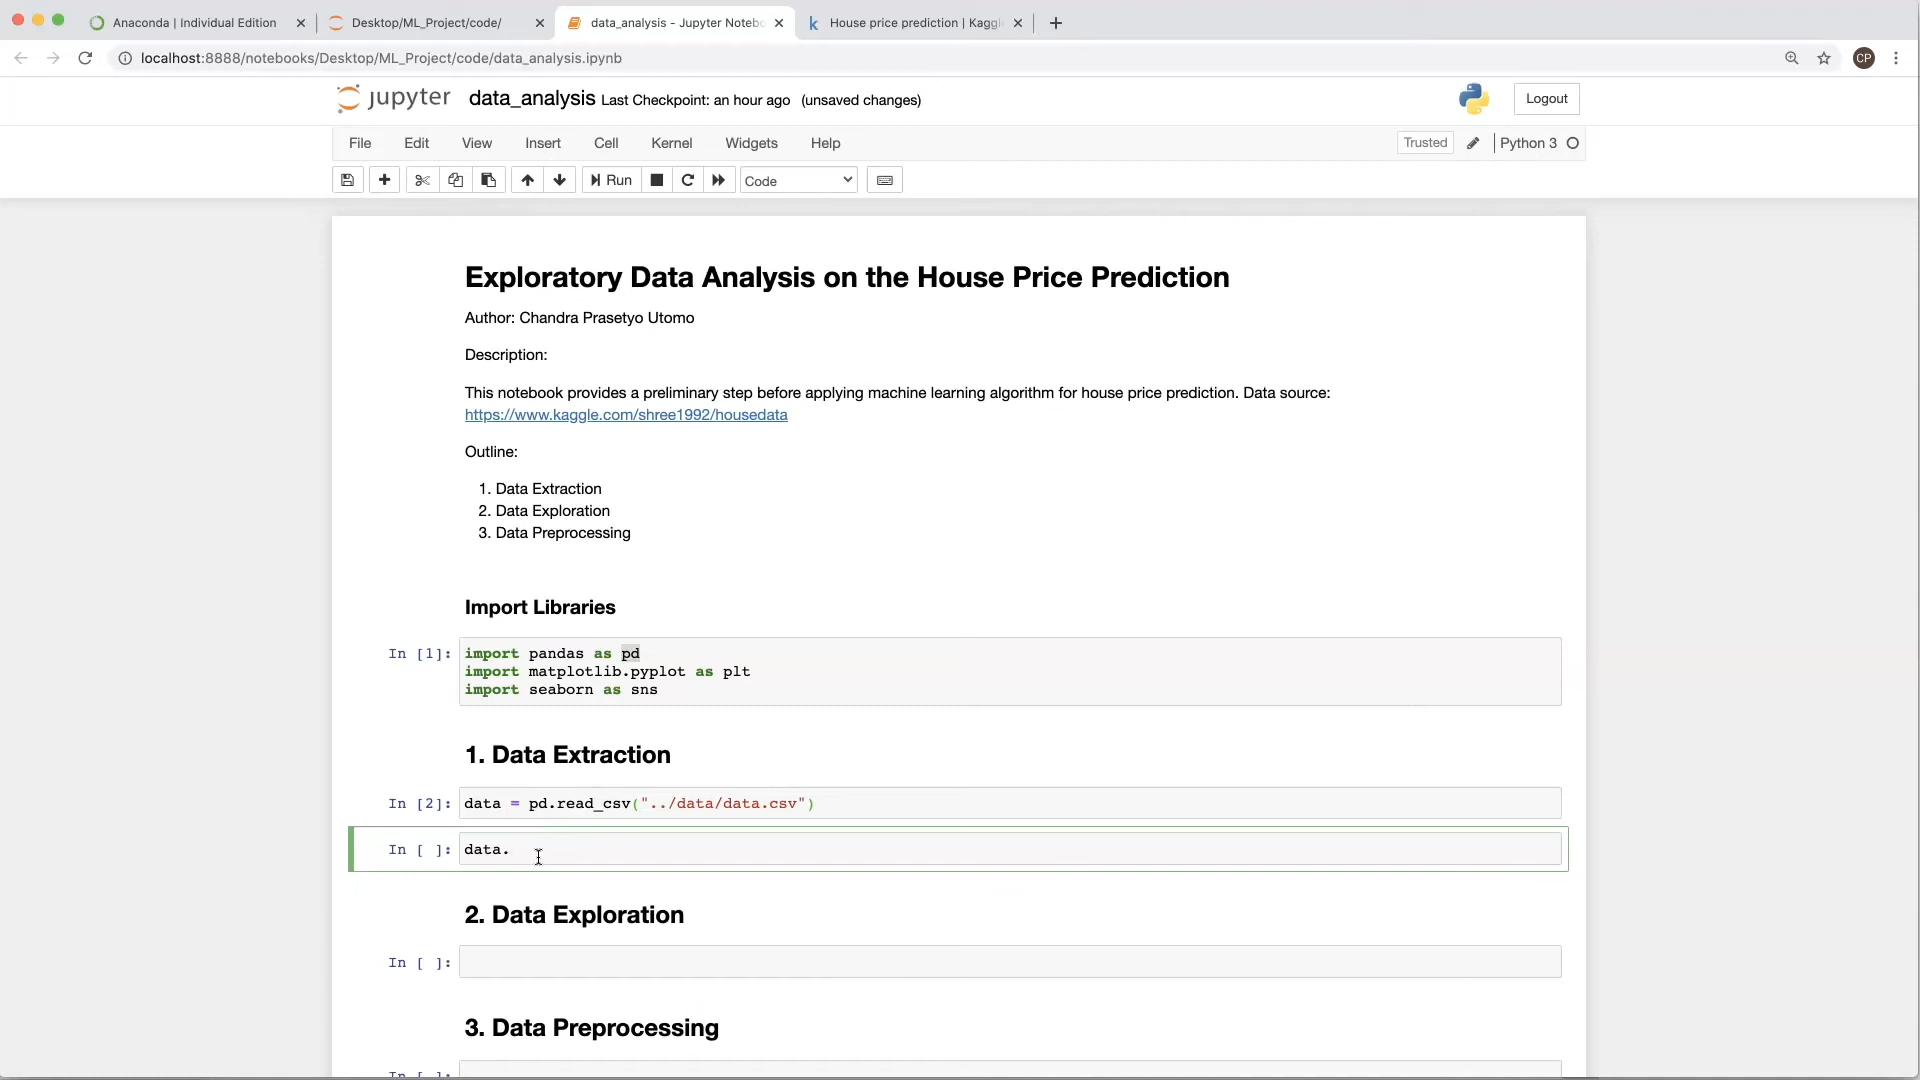 Anaconda | Individual Edition
Desktop/ML_Project/code/
data_analysis - Jupyter Notebo
House price prediction | Kaggl
localhost:8888/notebooks/Desktop/ML_Project/code/data_analysis.ipynb
CP
jupyter data_analysis Last Checkpoint: an hour ago (unsaved changes)
Logout
File Edit View Insert Cell Kernel Widgets Help
Trusted
Python 3
Run
Code
Exploratory Data Analysis on the House Price Prediction
Author: Chandra Prasetyo Utomo
Description:
This notebook provides a preliminary step before applying machine learning algorithm for house price prediction. Data source:
https://www.kaggle.com/shree1992/housedata
Outline:
1. Data Extraction
2. Data Exploration
3. Data Preprocessing
Import Libraries
In [1]: import pandas as pd
import matplotlib.pyplot as plt
import seaborn as sns
1. Data Extraction
In [2]: data = pd.read_csv("../data/data.csv")
In [ ]: data.
2. Data Exploration
In [ ]:
3. Data Preprocessing
In [ ]: